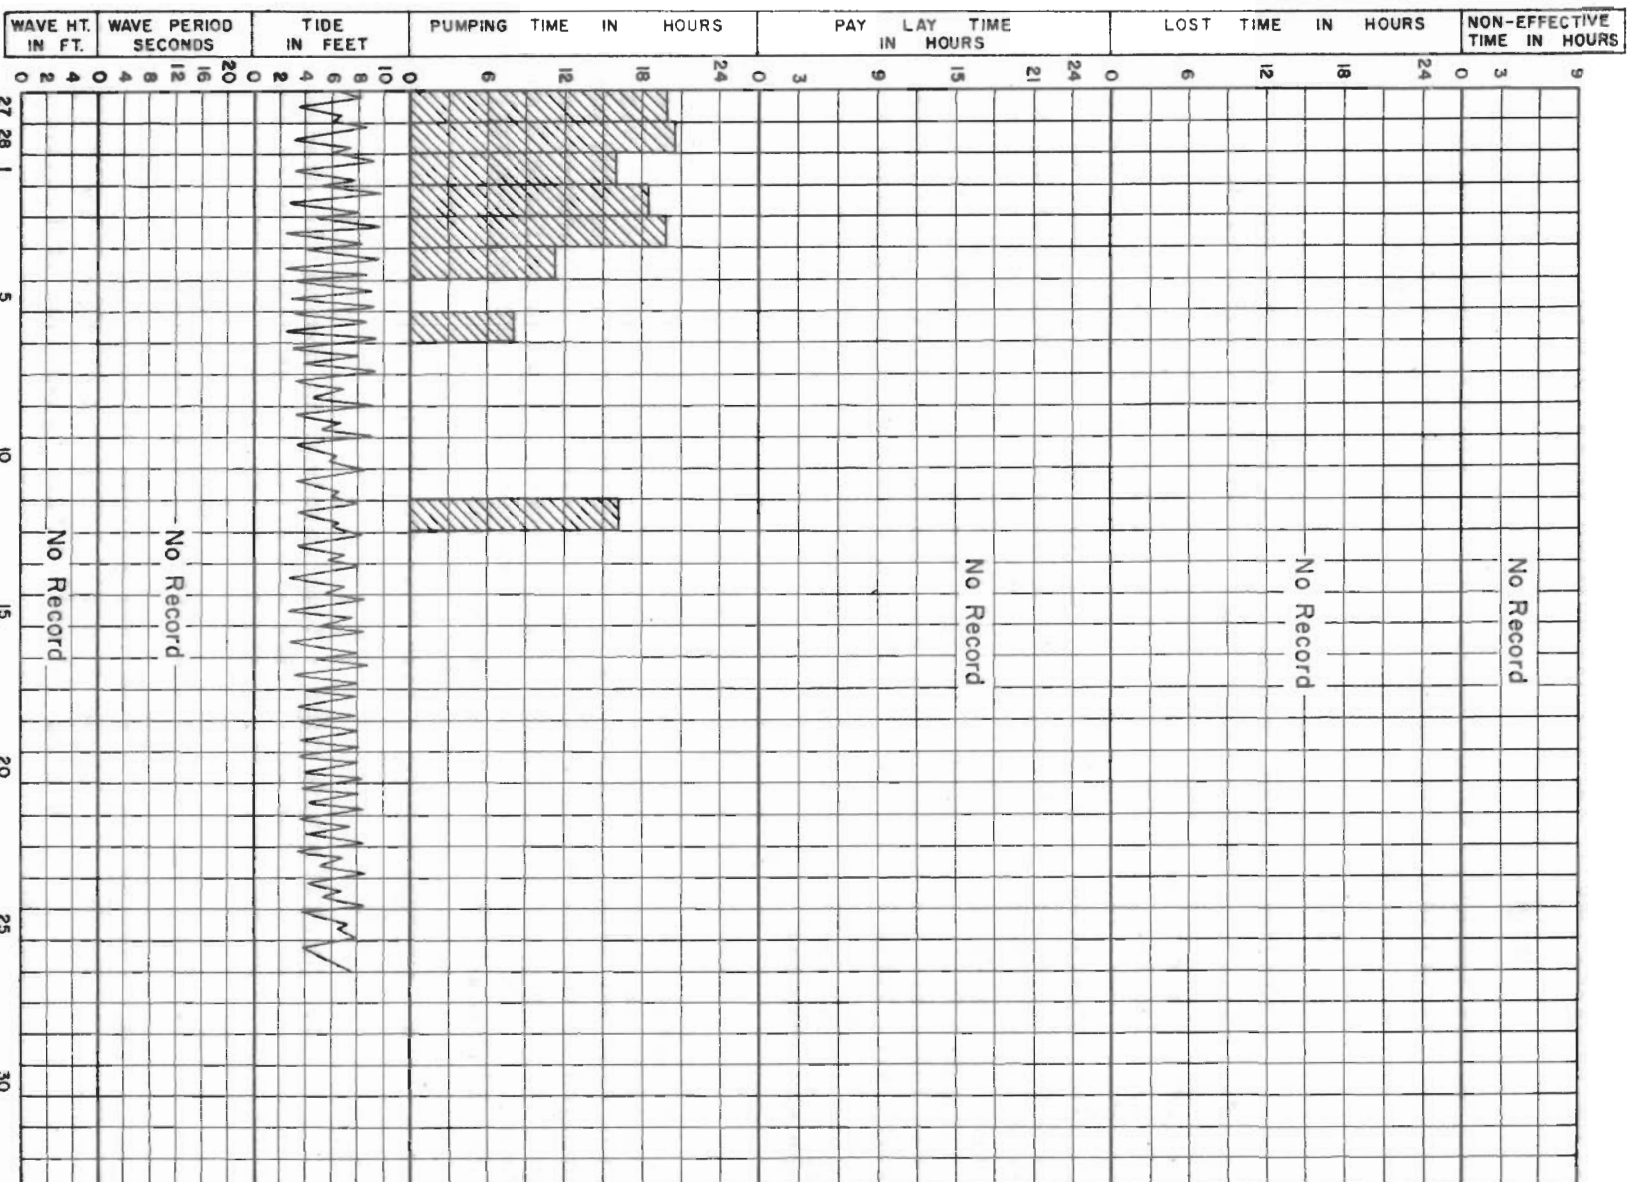 WAVE HT. IN FT.
WAVE PERIOD SECONDS
TIDE IN FEET
PUMPING TIME IN HOURS
PAY LAY TIME IN HOURS
LOST TIME IN HOURS
NON-EFFECTIVE TIME IN HOURS
0 2 4 0 4 8 12 16 20 0 2 4 6 8 10 0 6 12 18 24 0 3 9 15 21 24 0 6 12 18 24 0 3 9
27
28
1
5
10
15
20
25
30
No Record
No Record
No Record
No Record
No Record